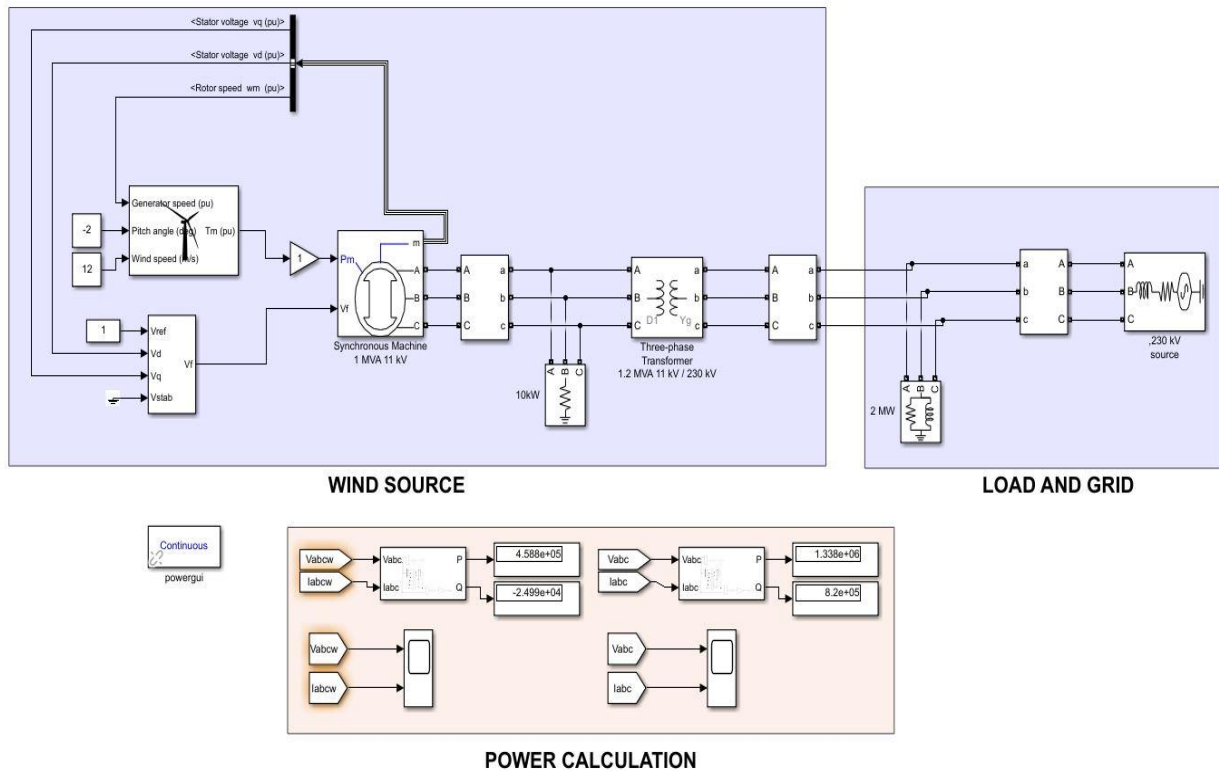 <Stator voltage vq (pu)>
<Stator voltage vd (pu)>
<Rotor speed wm (pu)>
Generator speed (pu)
-2
Pitch angle (deg)
Tm (pu)
12
Wind speed (m/s)
1
m
Pm
A
B
C
Vf
Synchronous Machine
1 MVA 11 kV
A
B
C
a
b
c
A
B
C
D1
Yg
a
b
c
Three-phase
Transformer
1.2 MVA 11 kV / 230 kV
A
B
C
a
b
c
1
Vref
Vd
Vq
Vstab
Vf
10kW
A B C
WIND SOURCE
a
b
c
A
B
C
A
B
C
,230 kV
source
2 MW
A B C
LOAD AND GRID
Continuous
powergui
Vabcw
Iabcw
Vabc
Iabc
P
Q
4.588e+05
-2.499e+04
Vabc
Iabc
Vabc
Iabc
P
Q
1.338e+06
8.2e+05
Vabcw
Iabcw
Vabc
Iabc
POWER CALCULATION